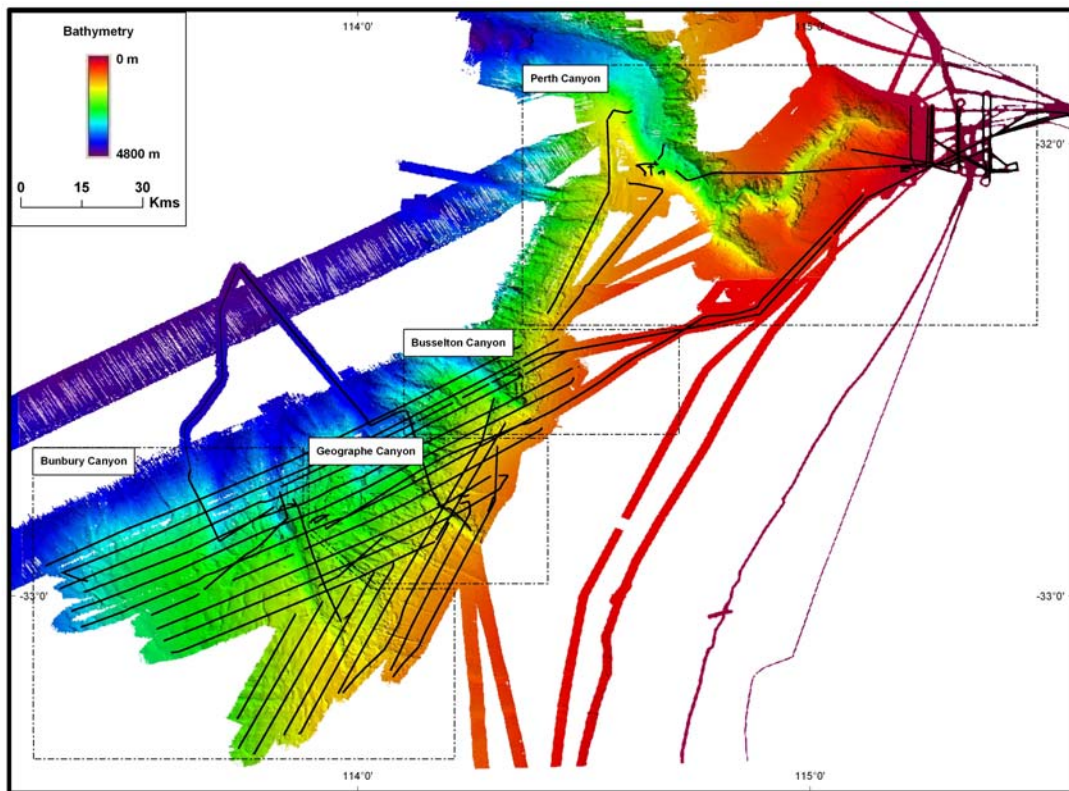 114°0'
115°0'
Bathymetry
0 m
4800 m
0 15 30
Kms
Perth Canyon
-32°0'
Busselton Canyon
Geographe Canyon
Bunbury Canyon
-33°0'
-33°0'
114°0'
115°0'